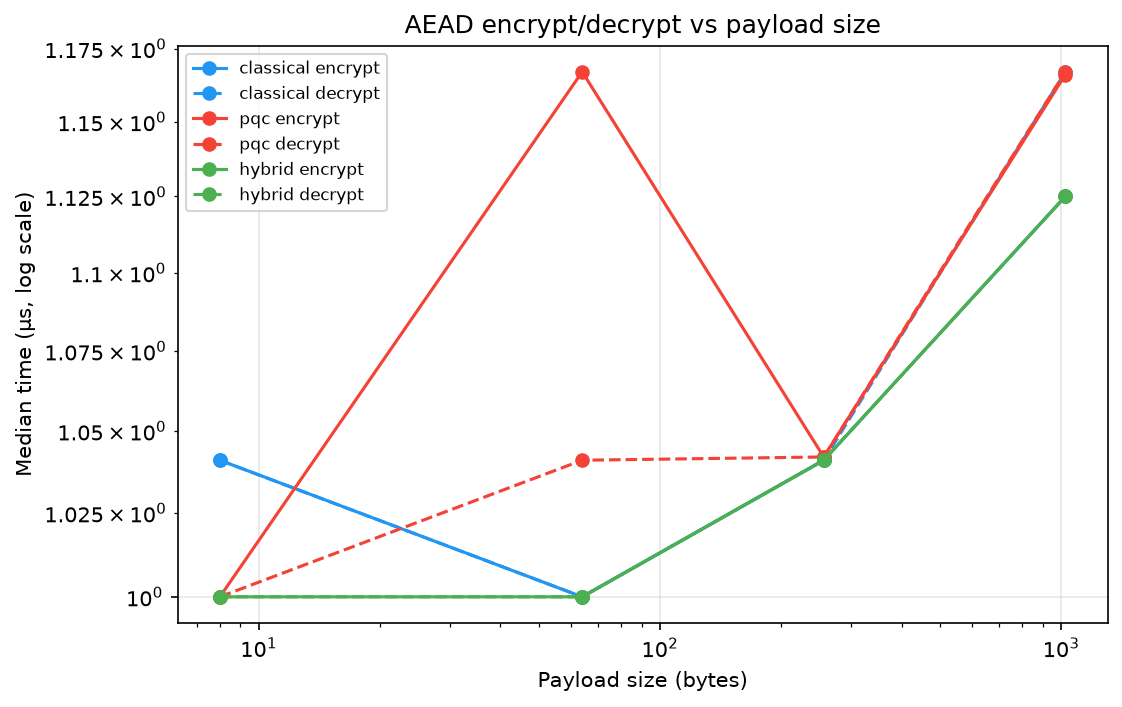 AEAD encrypt/decrypt vs payload size
1.175 × 10⁰
1.15 × 10⁰
1.125 × 10⁰
1.1 × 10⁰
1.075 × 10⁰
1.05 × 10⁰
1.025 × 10⁰
10⁰
Median time (µs, log scale)
classical encrypt
classical decrypt
pqc encrypt
pqc decrypt
hybrid encrypt
hybrid decrypt
10¹ 10² 10³
Payload size (bytes)